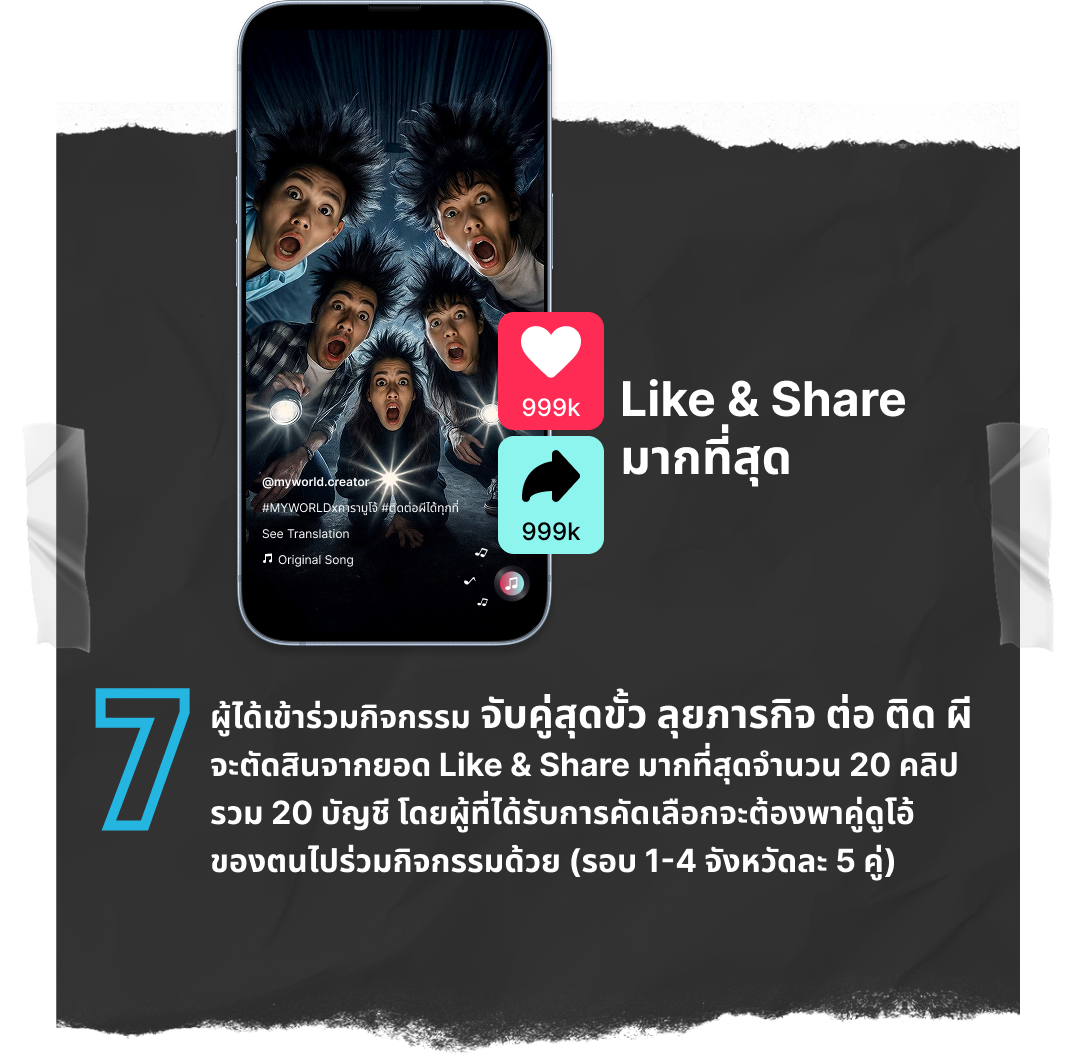 999k
Like & Share
มากที่สุด
999k
@myworld.creator
#MYWORLDxคารามูโจ้ #ติดต่อผีได้ทุกที่
See Translation
Original Song
7
ผู้ได้เข้าร่วมกิจกรรม จับคู่สุดขั้ว ลุยภารกิจ ต่อ ติด ผี
จะตัดสินจากยอด Like & Share มากที่สุดจำนวน 20 คลิป
รวม 20 บัญชี โดยผู้ที่ได้รับการคัดเลือกจะต้องพาคู่ดูโอ้
ของตนไปร่วมกิจกรรมด้วย (รอบ 1-4 จังหวัดละ 5 คู่)